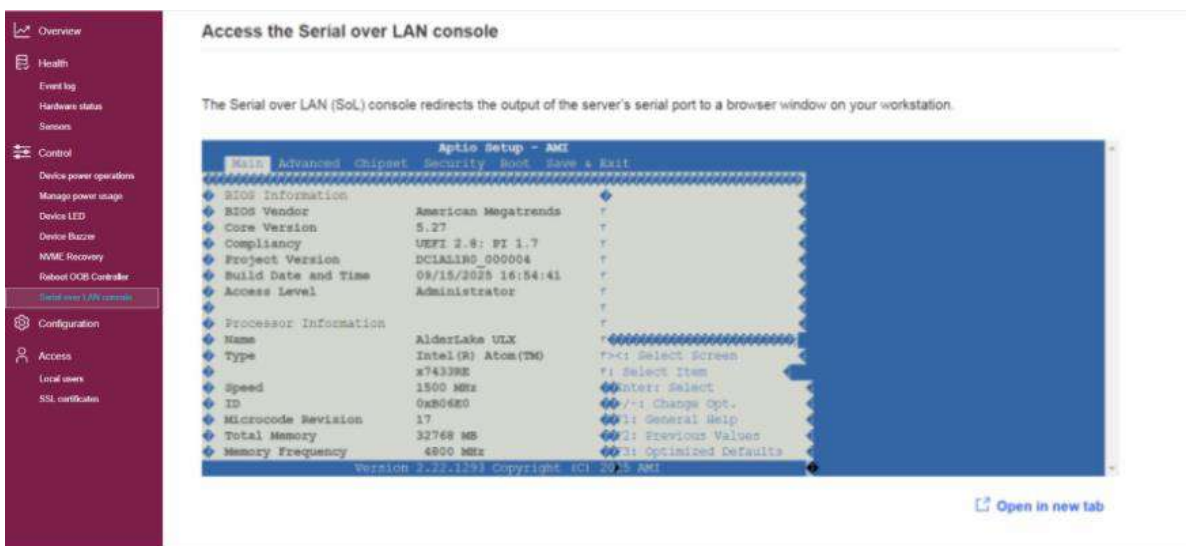 Overview
Health
Event log
Hardware status
Sensors
Control
Device power operations
Manage power usage
Device LED
Device Buzzer
NVME Recovery
Reboot OOB Controller
Serial over LAN console
Configuration
Access
Local users
SSL certificates
Access the Serial over LAN console
The Serial over LAN (SoL) console redirects the output of the server's serial port to a browser window on your workstation.
Aptio Setup - AMI
Main Advanced Chipset Security Boot Save & Exit
BIOS Information
BIOS Vendor American Megatrends
Core Version 5.27
Compliancy UEFI 2.8; PI 1.7
Project Version DC1AL1R0_000004
Build Date and Time 09/15/2025 16:54:41
Access Level Administrator
Processor Information
Name AlderLake ULX
Type Intel(R) Atom(TM)
x7433RE
><: Select Screen
: Select Item
Speed 1500 MHz
Enter: Select
ID 0xB06E0
+/-: Change Opt.
Microcode Revision 17
F1: General Help
Total Memory 32768 MB
F2: Previous Values
Memory Frequency 4800 MHz
F3: Optimized Defaults
Version 2.22.1293 Copyright (C) 2025 AMI
Open in new tab